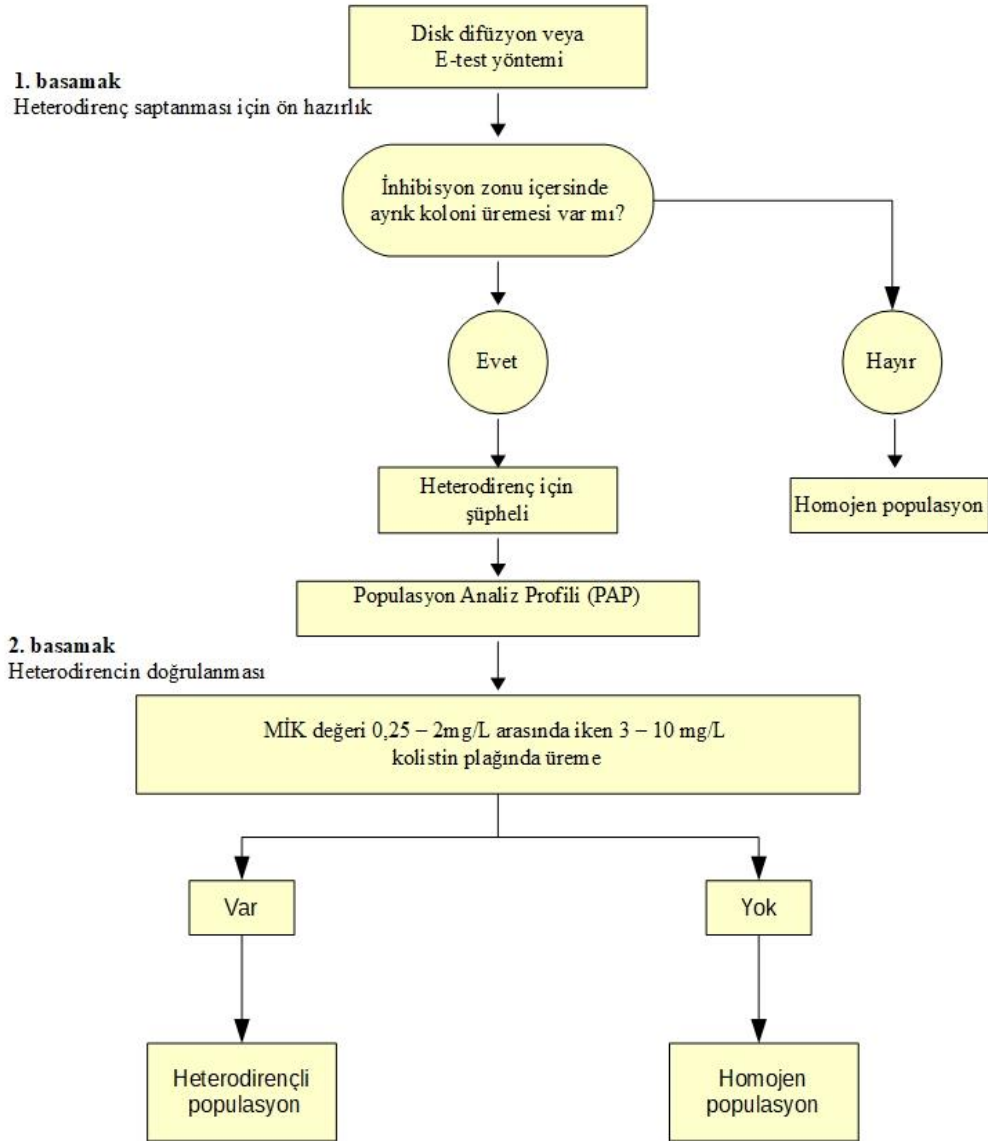 Disk difüzyon veya
E-test yöntemi
1. basamak
Heterodirenç saptanması için ön hazırlık
İnhibisyon zonu içersinde
ayrık koloni üremesi var mı?
Evet
Hayır
Heterodirenç için
şüpheli
Homojen populasyon
Populasyon Analiz Profili (PAP)
2. basamak
Heterodirencin doğrulanması
MİK değeri 0,25 – 2mg/L arasında iken 3 – 10 mg/L
kolistin plağında üreme
Var
Yok
Heterodirençli
populasyon
Homojen
populasyon